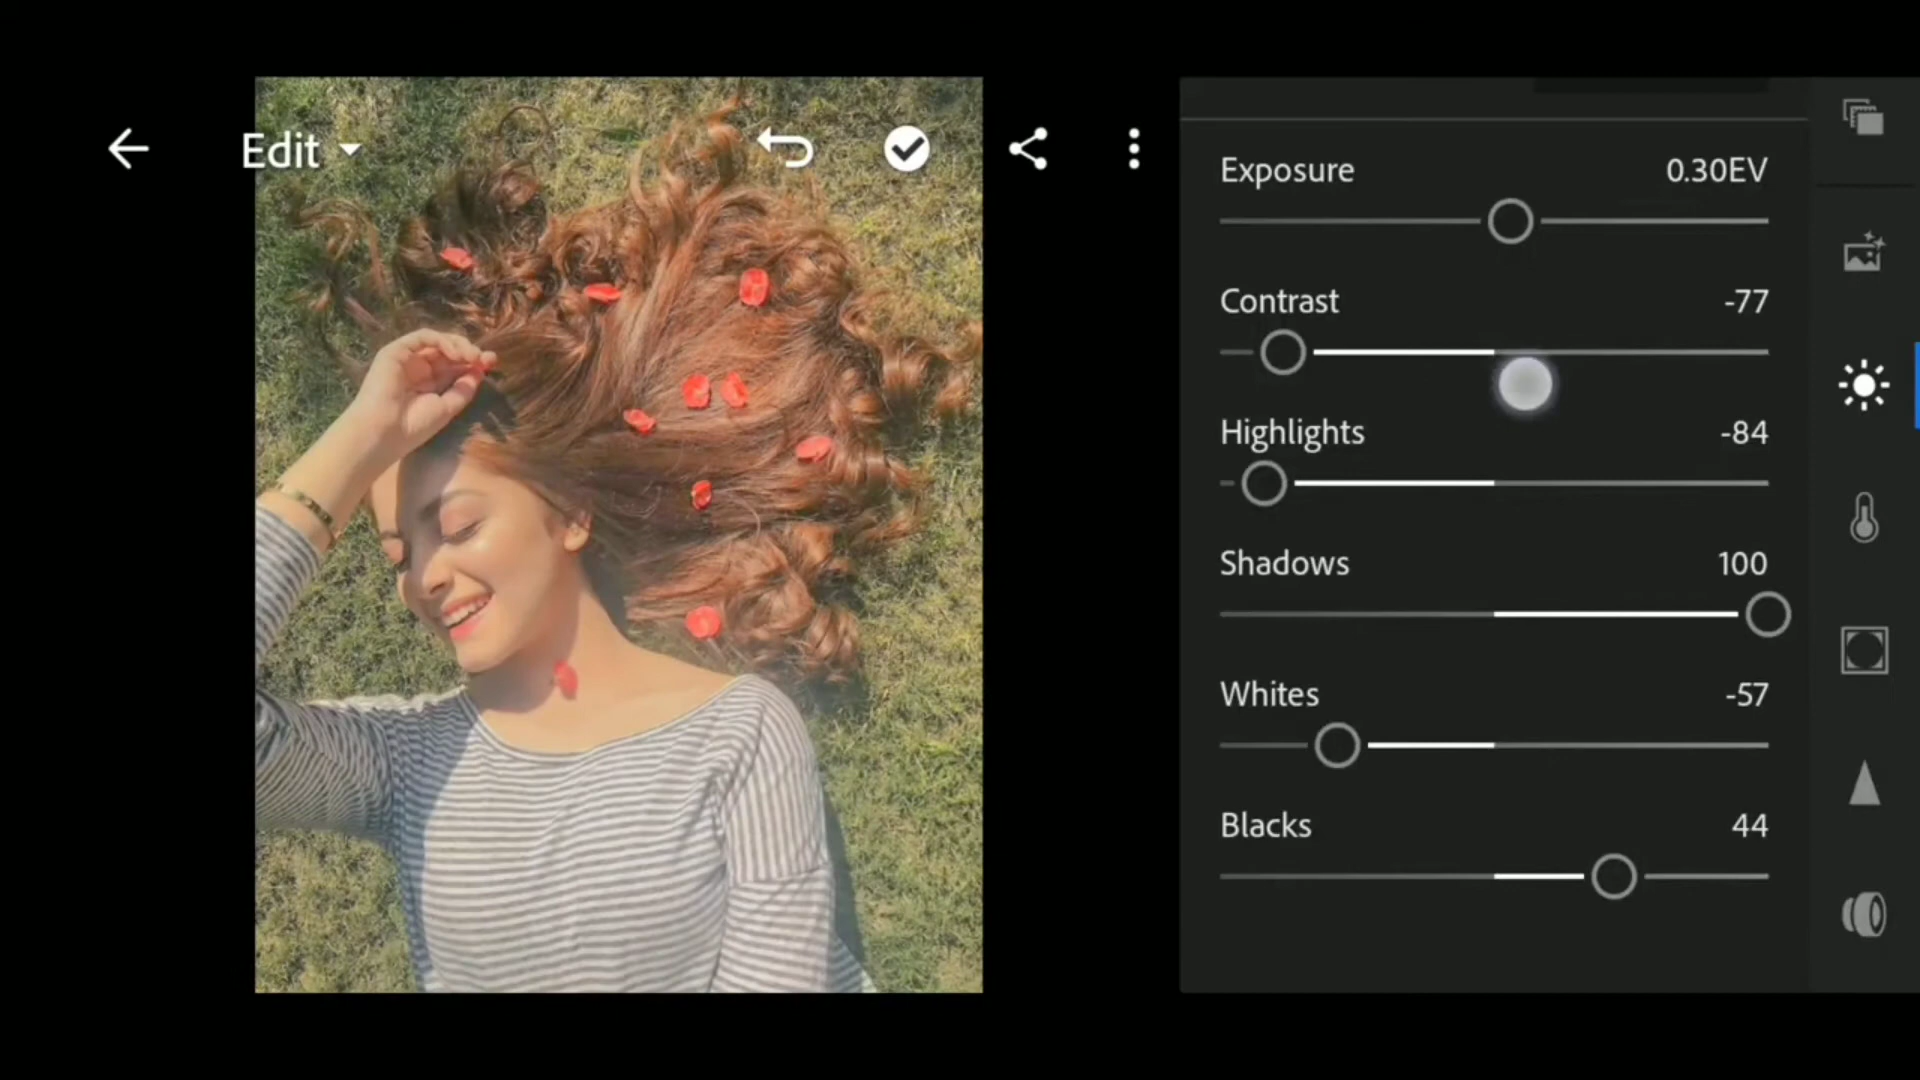 Edit
Exposure 0.30EV
Contrast -77
Highlights -84
Shadows 100
Whites -57
Blacks 44